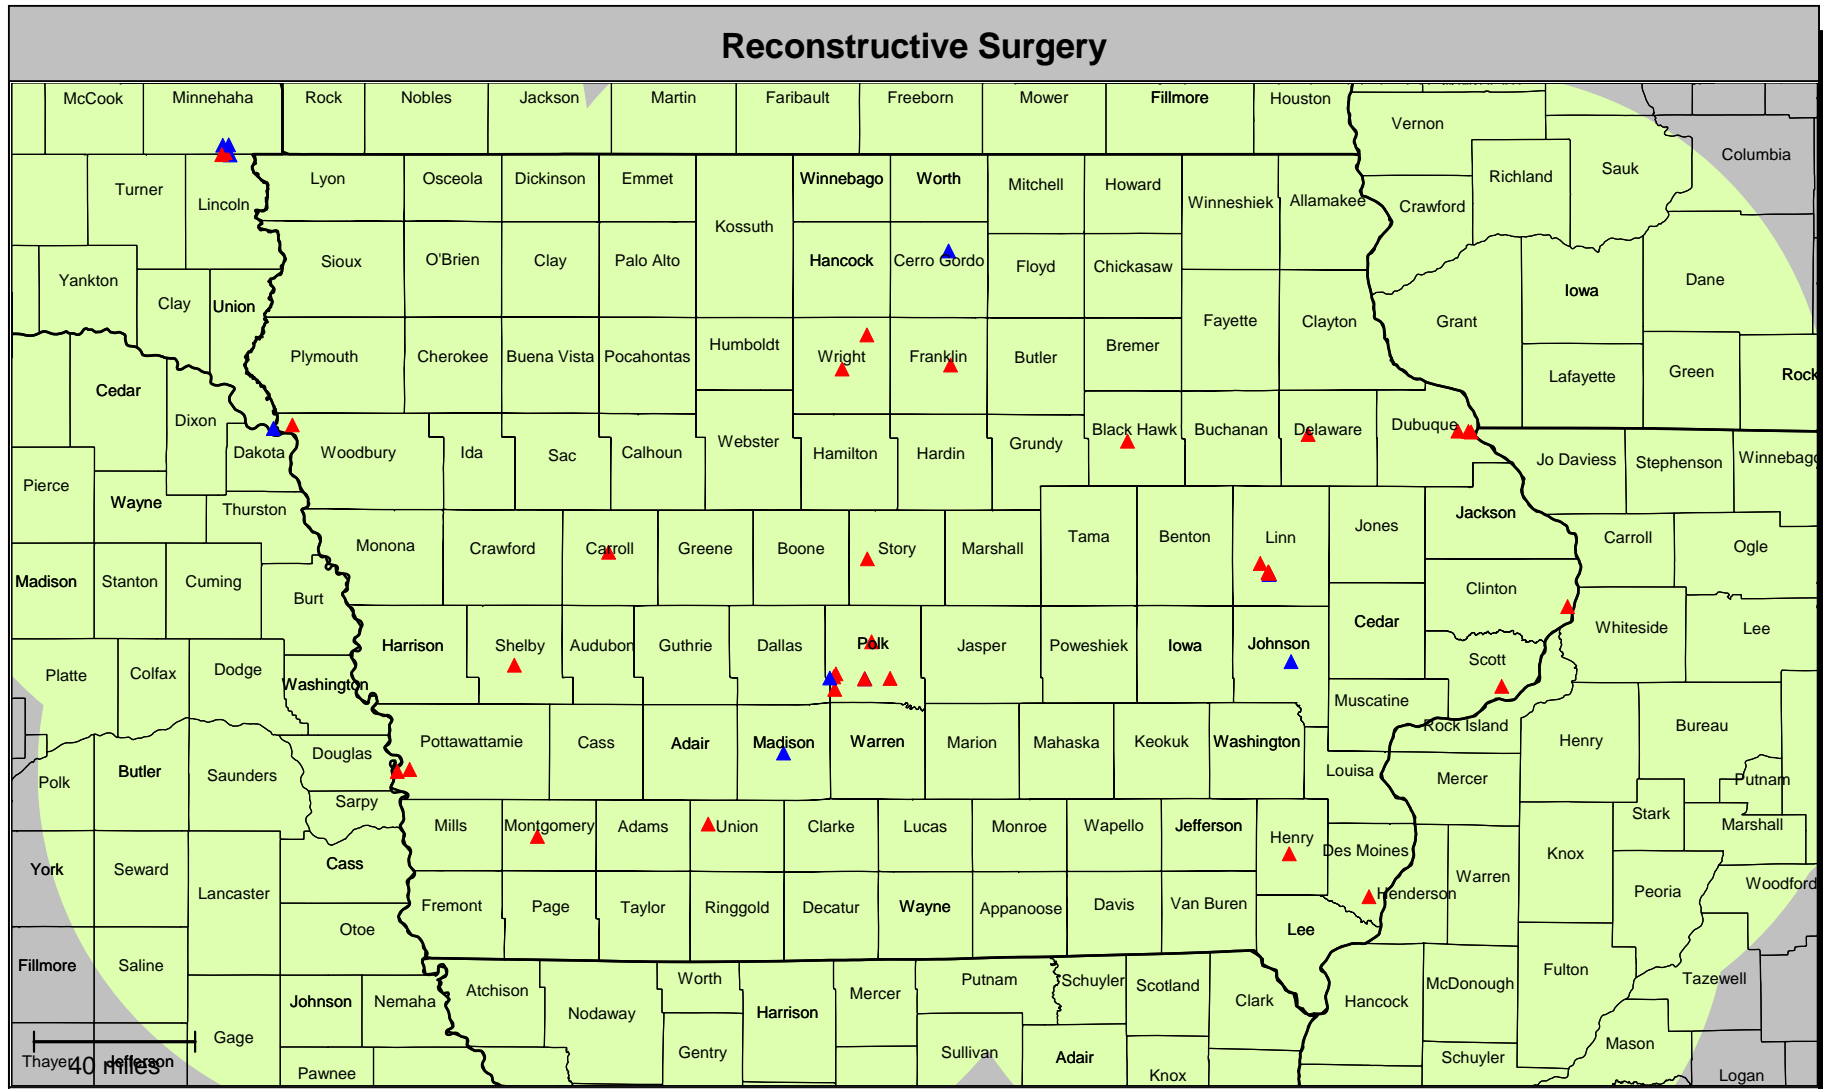 Reconstructive Surgery
McCook Minnehaha Rock Nobles Jackson Martin Faribault Freeborn Mower Fillmore Houston
Vernon
Columbia
Turner Lincoln Lyon Osceola Dickinson Emmet Winnebago Worth Mitchell Howard Winneshiek Allamakee Crawford Richland Sauk
Kossuth
Yankton Clay Union Sioux O'Brien Clay Palo Alto Hancock Cerro Gordo Floyd Chickasaw Iowa Dane
Fayette Clayton Grant
Cedar Plymouth Cherokee Buena Vista Pocahontas Humboldt Wright Franklin Butler Bremer Lafayette Green Rock
Dixon Dakota Woodbury Ida Sac Calhoun Webster Hamilton Hardin Grundy Black Hawk Buchanan Delaware Dubuque Jo Daviess Stephenson Winnebago
Pierce Wayne Thurston
Monona Crawford Carroll Greene Boone Story Marshall Tama Benton Linn Jones Jackson Carroll Ogle
Madison Stanton Cuming Burt Clinton
Harrison Shelby Audubon Guthrie Dallas Polk Jasper Poweshiek Iowa Johnson Cedar Scott Whiteside Lee
Platte Colfax Dodge Washington Muscatine
Rock Island Bureau
Douglas Pottawattamie Cass Adair Madison Warren Marion Mahaska Keokuk Washington Henry
Polk Butler Saunders Louisa Mercer Putnam
Sarpy Mills Montgomery Adams Union Clarke Lucas Monroe Wapello Jefferson Henry Des Moines Stark Marshall
York Seward Lancaster Cass Knox Warren Peoria Woodford
Fremont Page Taylor Ringgold Decatur Wayne Appanoose Davis Van Buren Henderson
Otoe Lee
Fillmore Saline Atchison Worth Mercer Putnam Schuyler Scotland Clark Hancock McDonough Fulton Tazewell
Johnson Nemaha Nodaway Harrison
Gage Gentry Sullivan Adair Schuyler Mason
Thayer Jefferson
40 miles
Pawnee Knox Logan